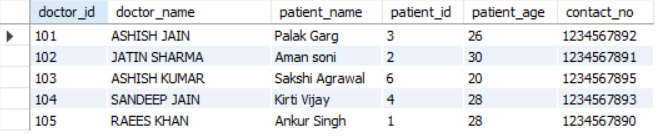 doctor_id doctor_name patient_name patient_id patient_age contact_no
101 ASHISH JAIN Palak Garg 3 26 1234567892
102 JATIN SHARMA Aman soni 2 30 1234567891
103 ASHISH KUMAR Sakshi Agrawal 6 20 1234567895
104 SANDEEP JAIN Kirti Vijay 4 28 1234567893
105 RAEES KHAN Ankur Singh 1 28 1234567890